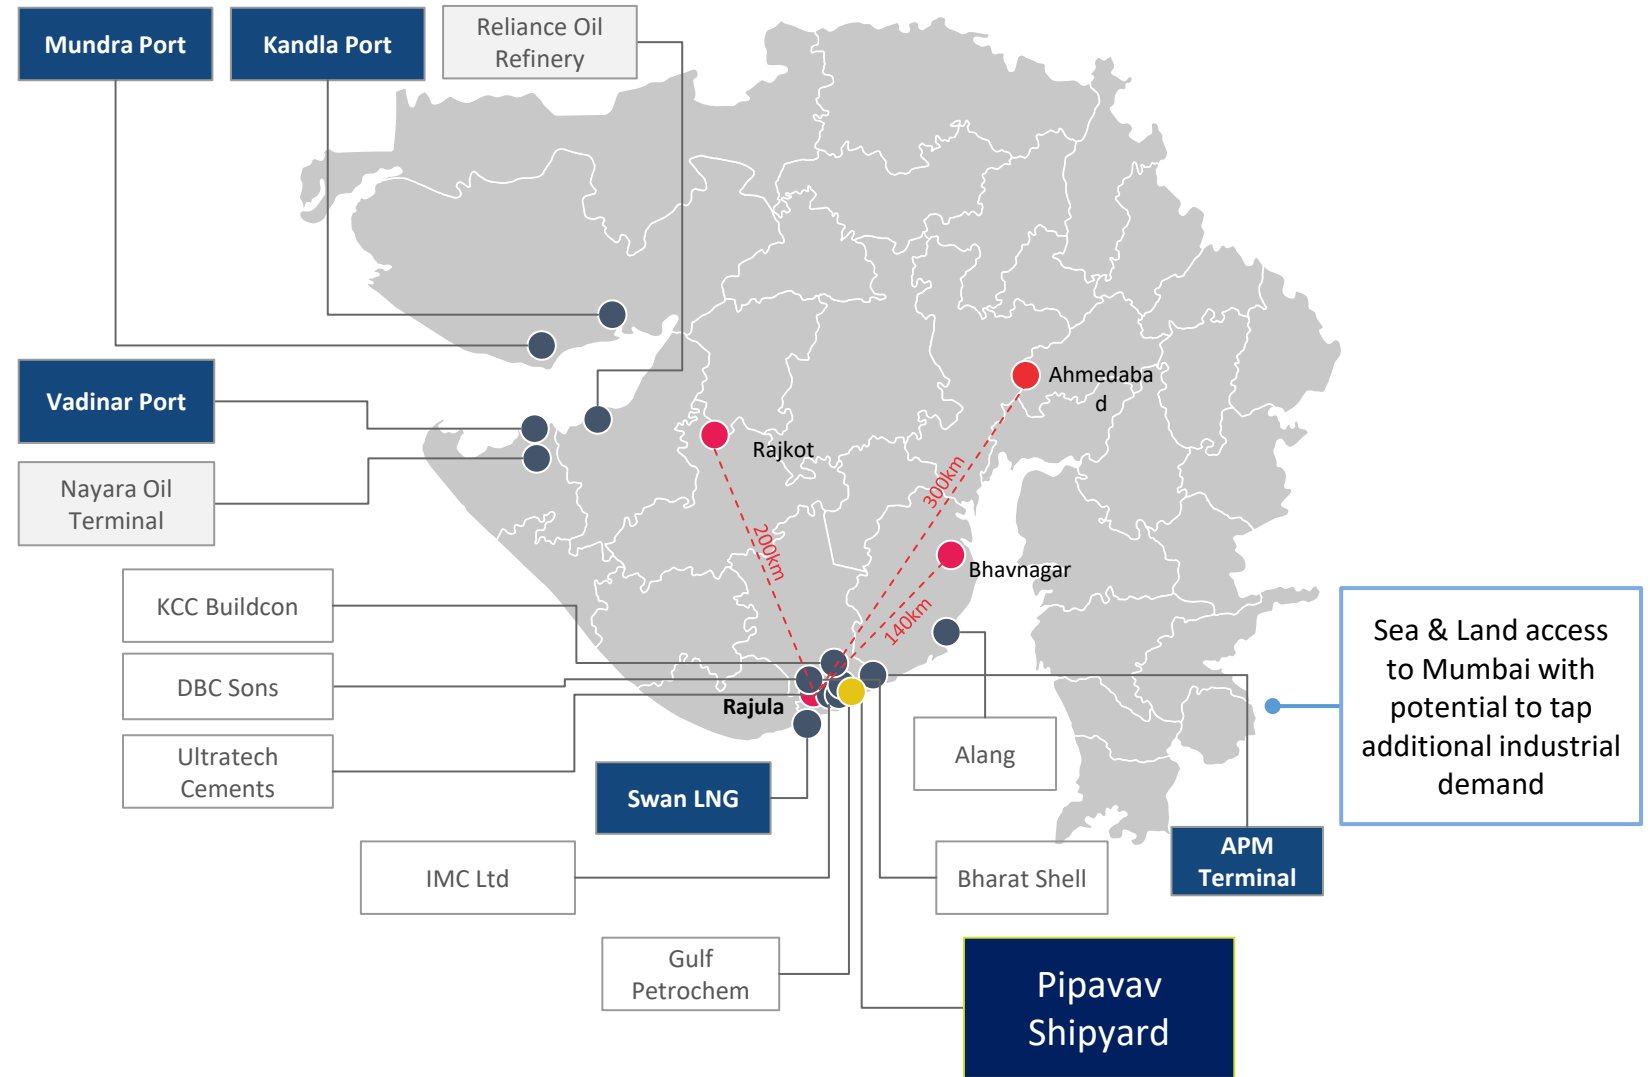 Mundra Port
Kandla Port
Reliance Oil
Refinery
Vadinar Port
Nayara Oil
Terminal
Ahmedaba
d
Rajkot
300km
200km
Bhavnagar
140km
KCC Buildcon
DBC Sons
Rajula
Ultratech
Cements
Swan LNG
Alang
Sea & Land access
to Mumbai with
potential to tap
additional industrial
demand
APM
Terminal
IMC Ltd
Bharat Shell
Gulf
Petrochem
Pipavav
Shipyard